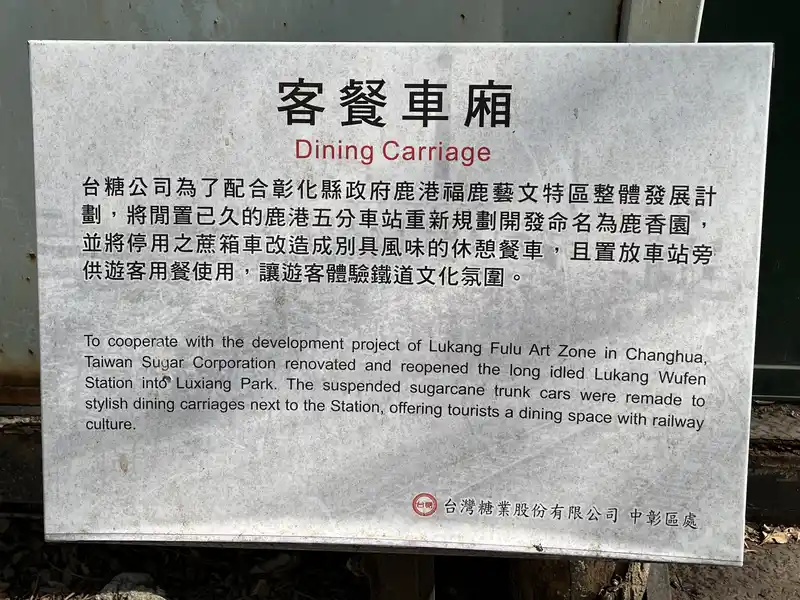 客餐車廂
Dining Carriage
台糖公司為了配合彰化縣政府鹿港福鹿藝文特區整體發展計
劃，將閒置已久的鹿港五分車站重新規劃開發命名為鹿香園，
並將停用之蔗箱車改造成別具風味的休憩餐車，且置放車站旁
供遊客用餐使用，讓遊客體驗鐵道文化氛圍。
To cooperate with the development project of Lukang Fulu Art Zone in Changhua,
Taiwan Sugar Corporation renovated and reopened the long idled Lukang Wufen
Station into Luxiang Park. The suspended sugarcane trunk cars were remade to
stylish dining carriages next to the Station, offering tourists a dining space with railway
culture.
台糖 台灣糖業股份有限公司 中彰區處